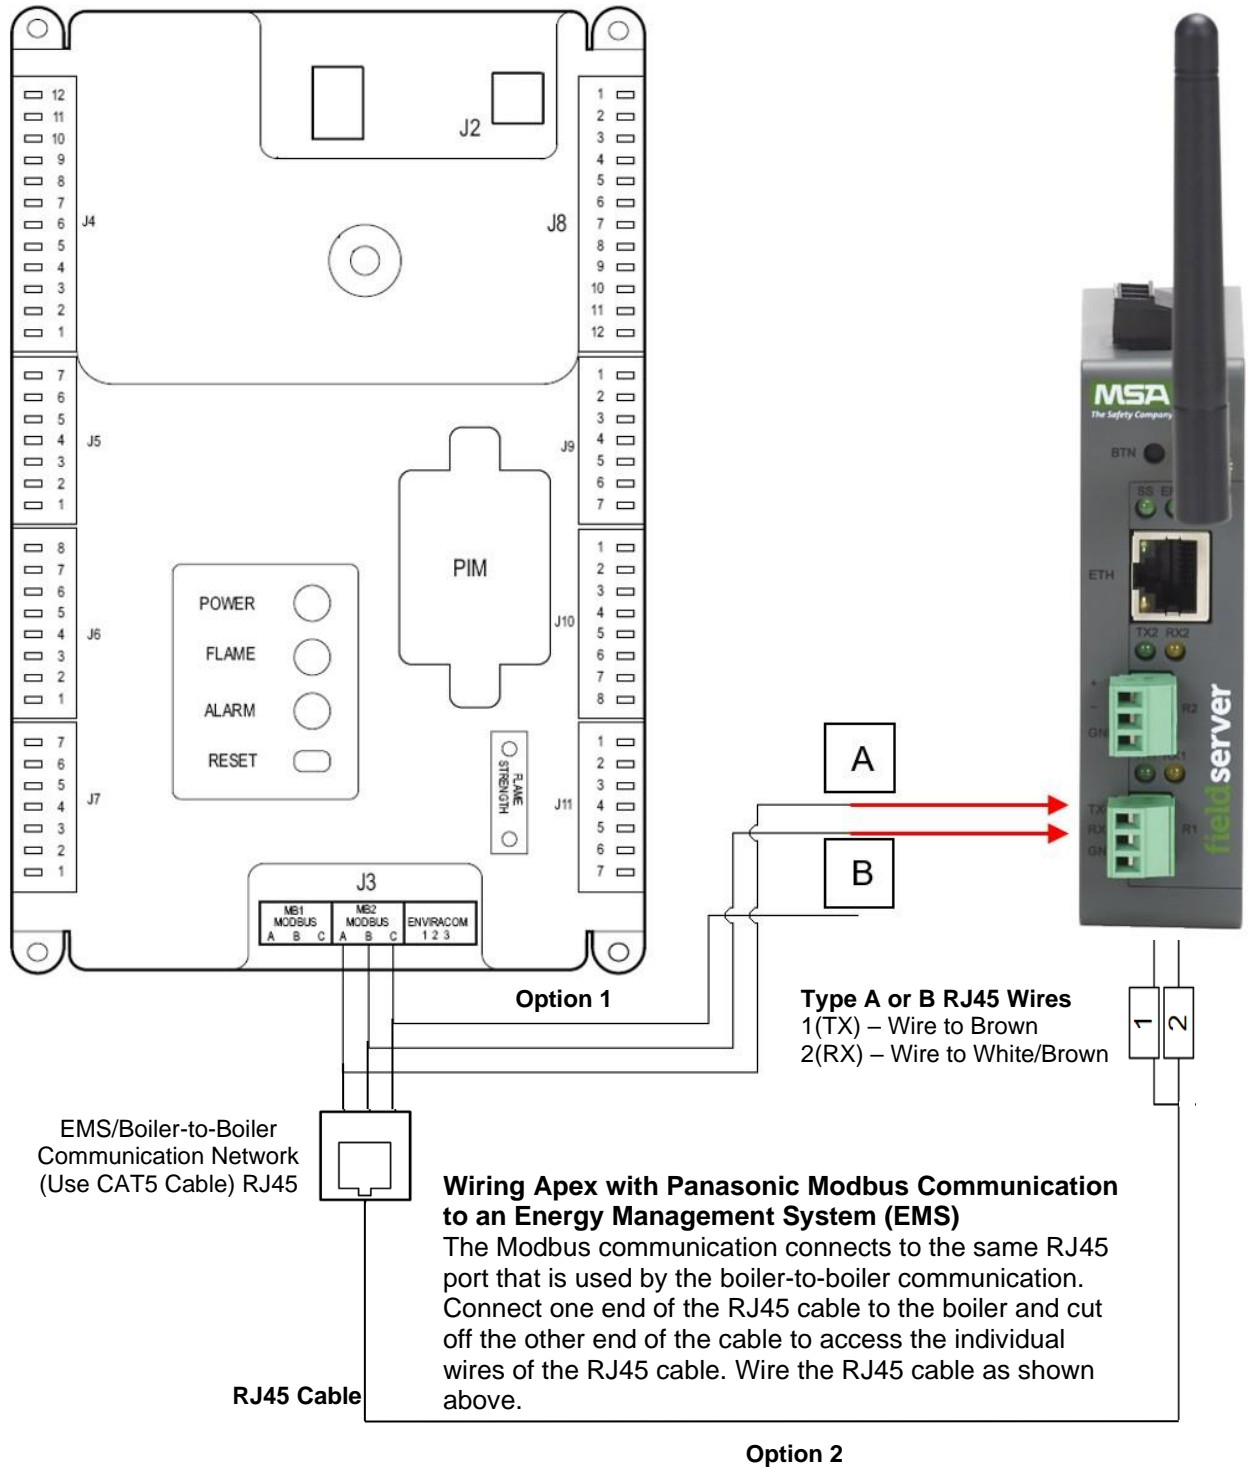 J2
12
11
10
9
8
7
6
5
4
3
2
1
J4
1
2
3
4
5
6
7
8
9
10
11
12
J8
7
6
5
4
3
2
1
J5
1
2
3
4
5
6
7
J9
8
7
6
5
4
3
2
1
J6
1
2
3
4
5
6
7
8
J10
7
6
5
4
3
2
1
J7
1
2
3
4
5
6
7
J11
PIM
POWER
FLAME
ALARM
RESET
FLAME
STRENGTH
J3
MB1
MODBUS
A B C
MB2
MODBUS
A B C
ENVIRACOM
1 2 3
A
B
MSA
The Safety Company
BTN
SS
ETH
TX2 RX2
+
−
GN
R2
RX1
TX
RX
GN
R1
fieldserver
Option 1
Type A or B RJ45 Wires
1(TX) – Wire to Brown
2(RX) – Wire to White/Brown
1
2
EMS/Boiler-to-Boiler
Communication Network
(Use CAT5 Cable) RJ45
Wiring Apex with Panasonic Modbus Communication
to an Energy Management System (EMS)
The Modbus communication connects to the same RJ45
port that is used by the boiler-to-boiler communication.
Connect one end of the RJ45 cable to the boiler and cut
off the other end of the cable to access the individual
wires of the RJ45 cable. Wire the RJ45 cable as shown
above.
RJ45 Cable
Option 2